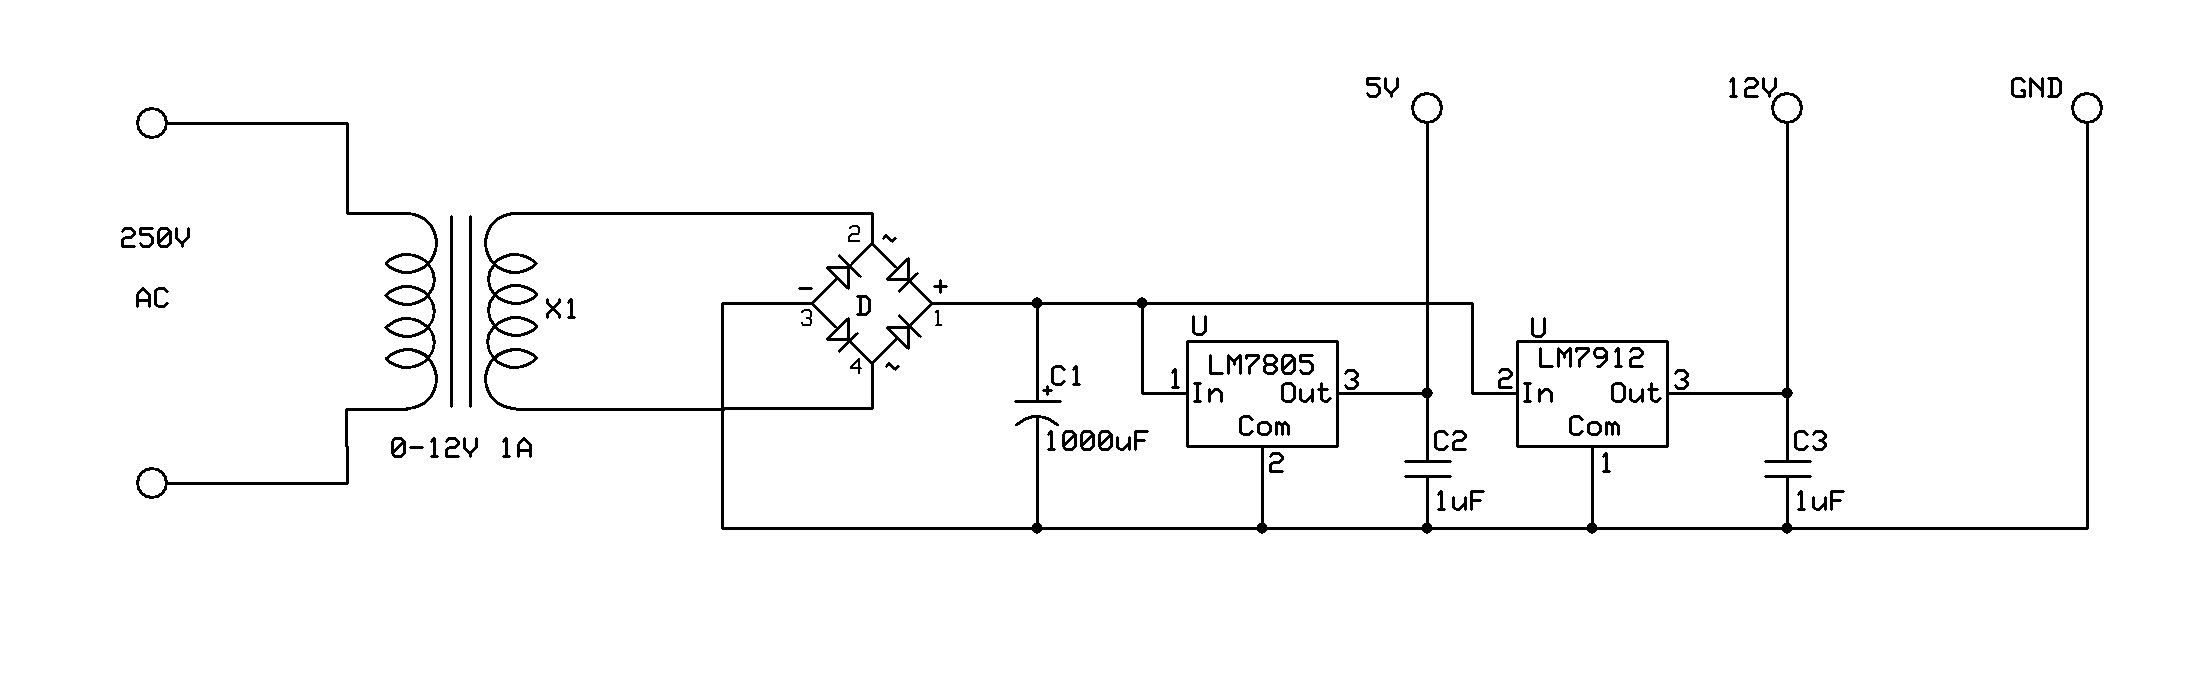 250V
AC
X1
0-12V 1A
2 ~
- +
3 D 1
4 ~
C1
+
1000uF
5V
U
LM7805
1 In Out 3
Com
2
C2
1uF
12V
U
LM7912
2 In Out 3
Com
1
C3
1uF
GND